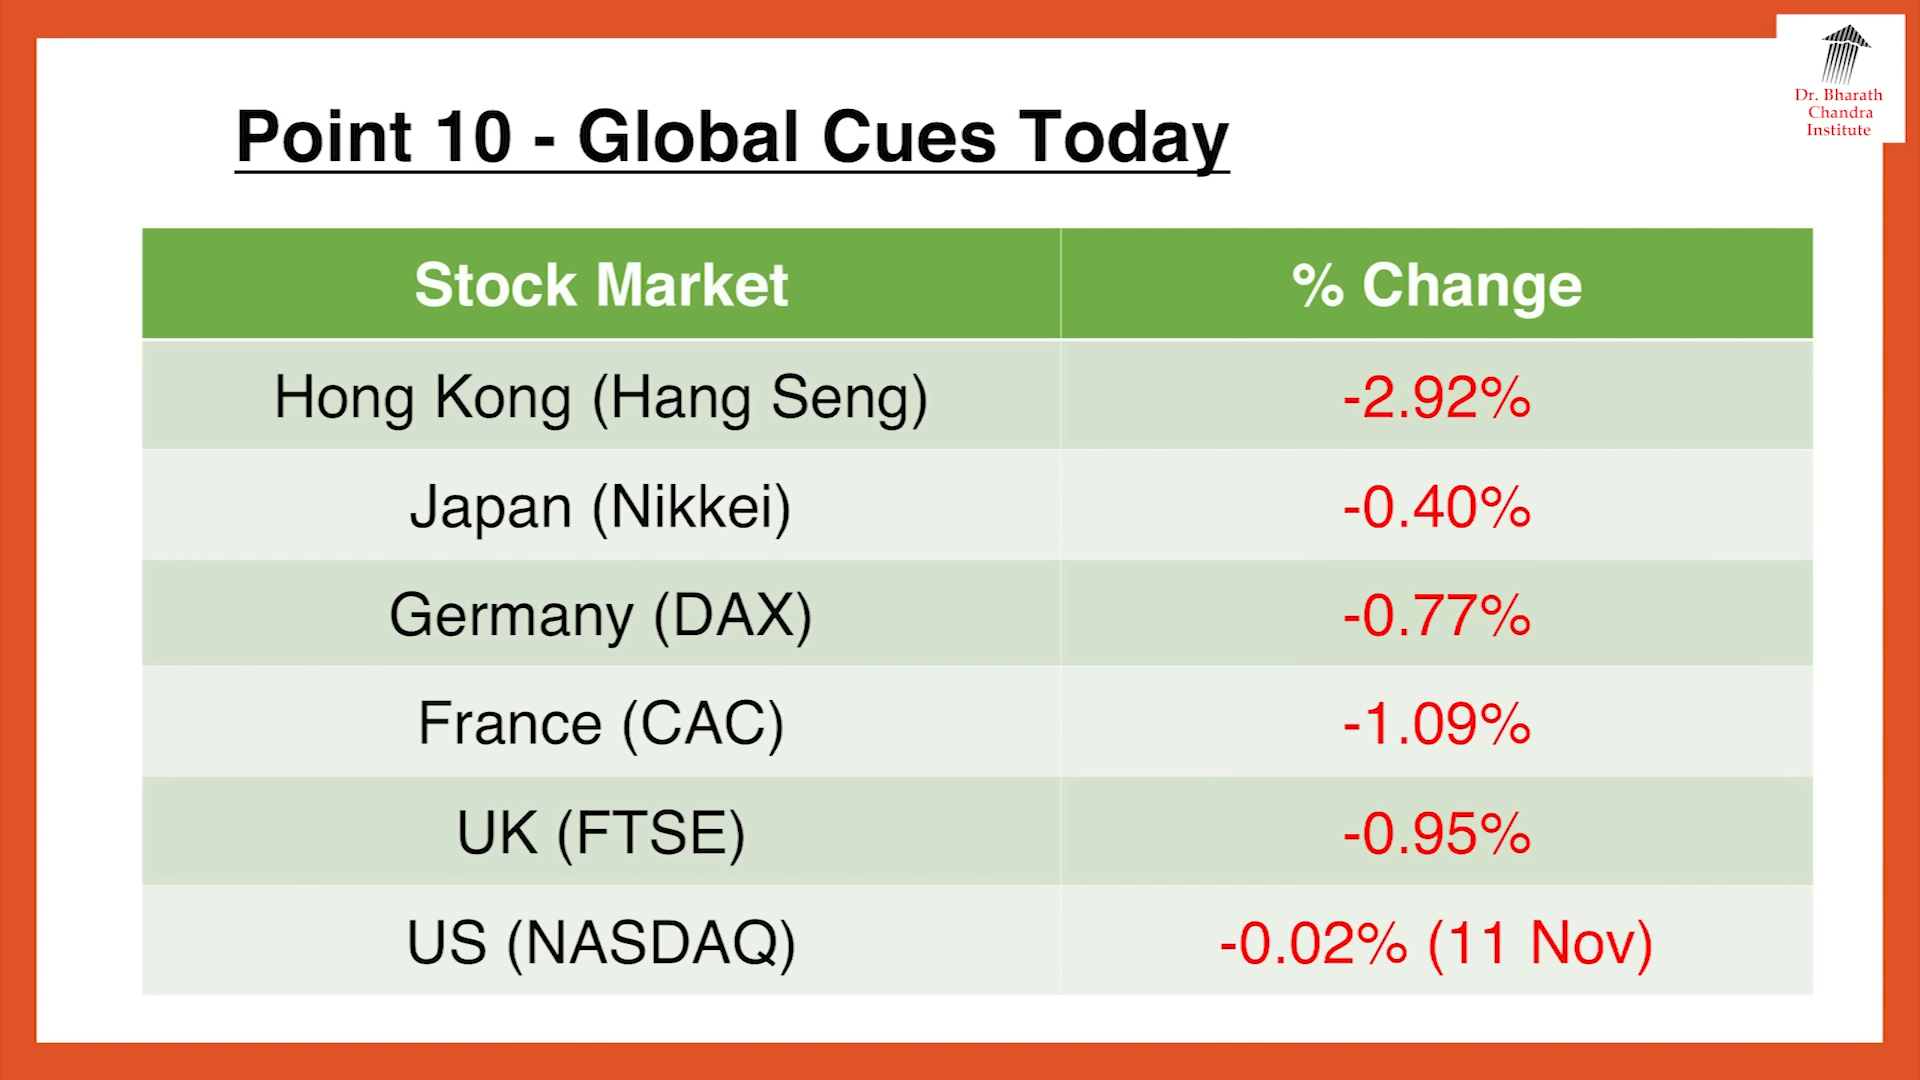 Dr. Bharath
Chandra
Institute
Point 10 - Global Cues Today
Stock Market % Change
Hong Kong (Hang Seng) -2.92%
Japan (Nikkei) -0.40%
Germany (DAX) -0.77%
France (CAC) -1.09%
UK (FTSE) -0.95%
US (NASDAQ) -0.02% (11 Nov)